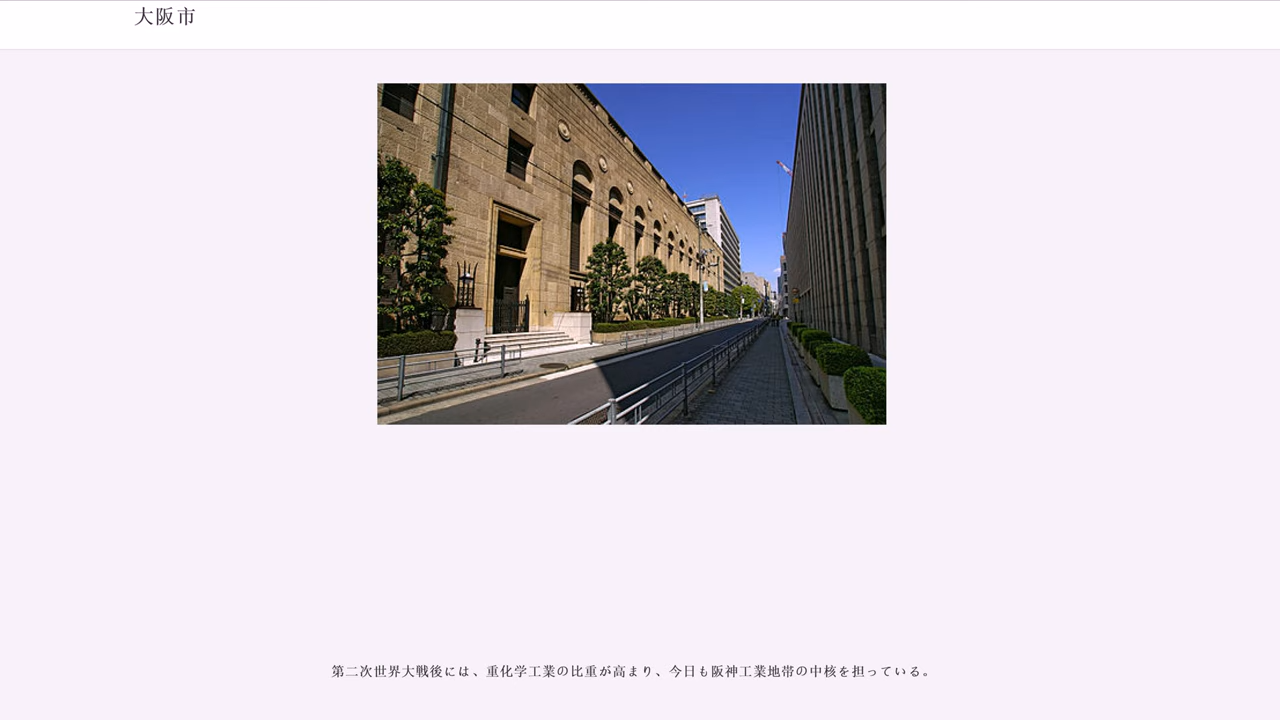 大阪市
第二次世界大戦後には、重化学工業の比重が高まり、今日も阪神工業地帯の中核を担っている。